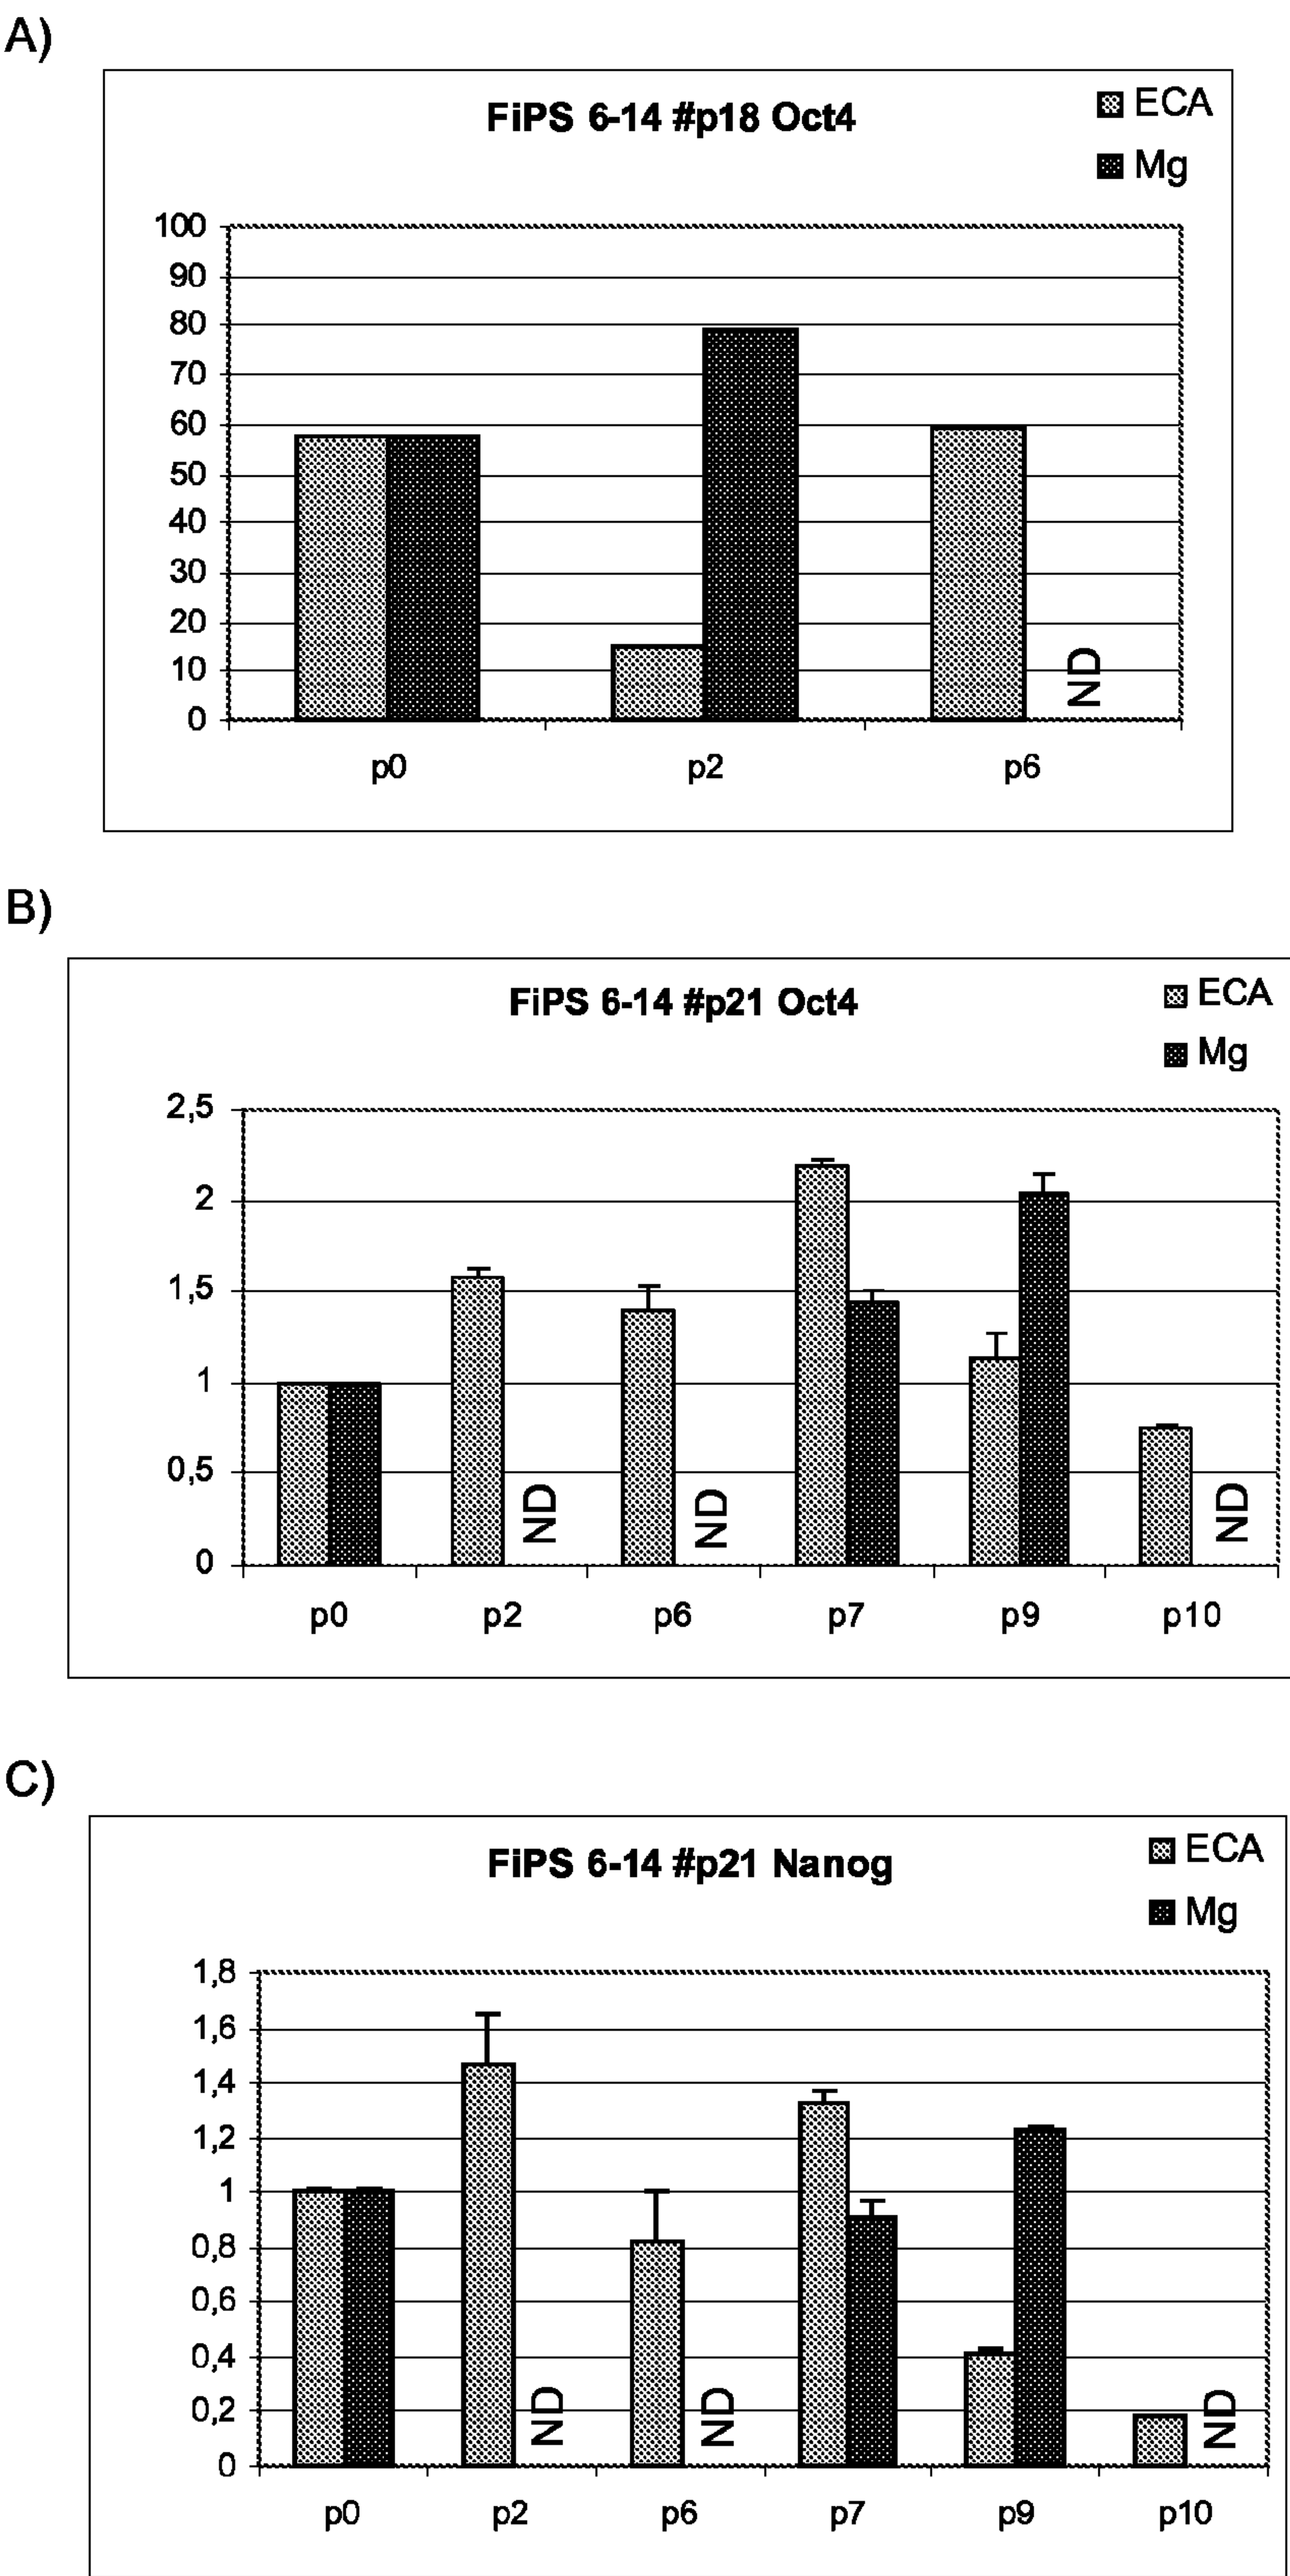 A)
FiPS 6-14 #p18 Oct4
ECA
Mg
100
90
80
70
60
50
40
30
20
10
0
ND
p0 p2 p6
B)
FiPS 6-14 #p21 Oct4
ECA
Mg
2,5
2
1,5
1
0,5
0
ND ND ND
p0 p2 p6 p7 p9 p10
C)
FiPS 6-14 #p21 Nanog
ECA
Mg
1,8
1,6
1,4
1,2
1
0,8
0,6
0,4
0,2
0
ND ND ND
p0 p2 p6 p7 p9 p10